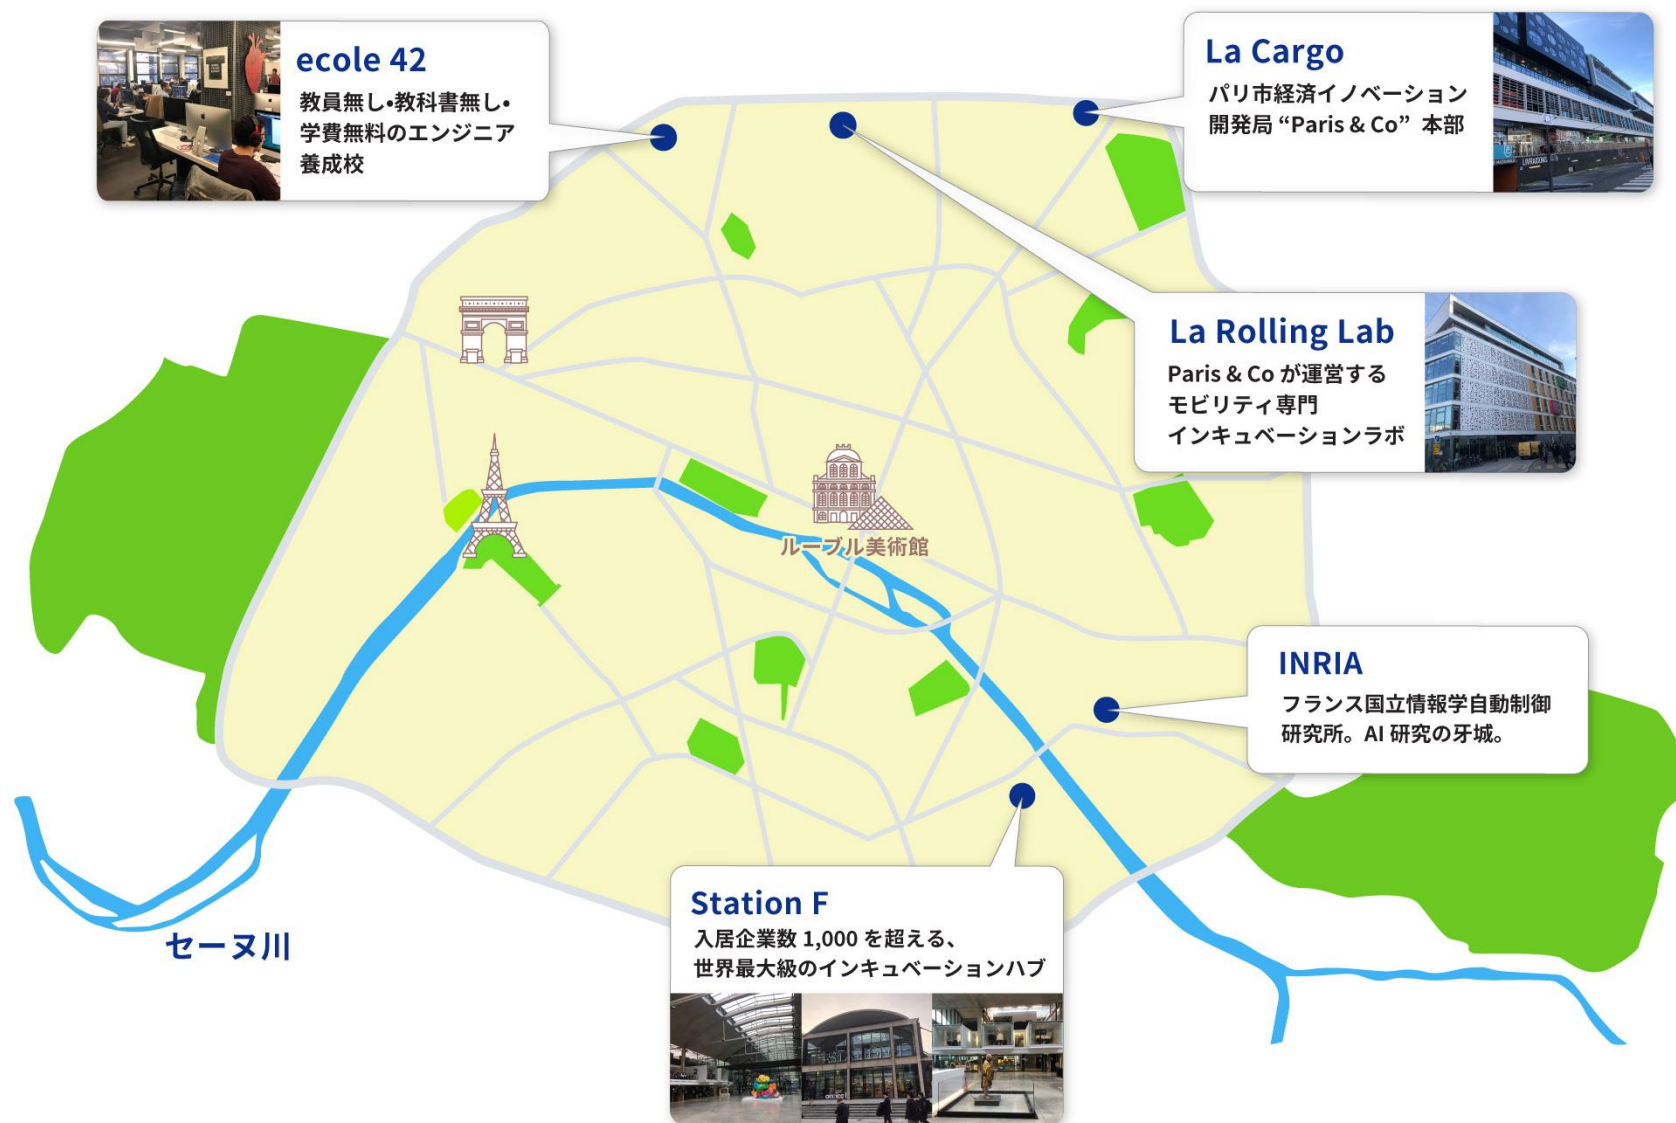 ecole 42
教員無し•教科書無し•
学費無料のエンジニア
養成校
La Cargo
パリ市経済イノベーション
開発局 “Paris & Co” 本部
La Rolling Lab
Paris & Co が運営する
モビリティ専門
インキュベーションラボ
ルーブル美術館
INRIA
フランス国立情報学自動制御
研究所。AI 研究の牙城。
Station F
入居企業数 1,000 を超える、
世界最大級のインキュベーションハブ
セーヌ川